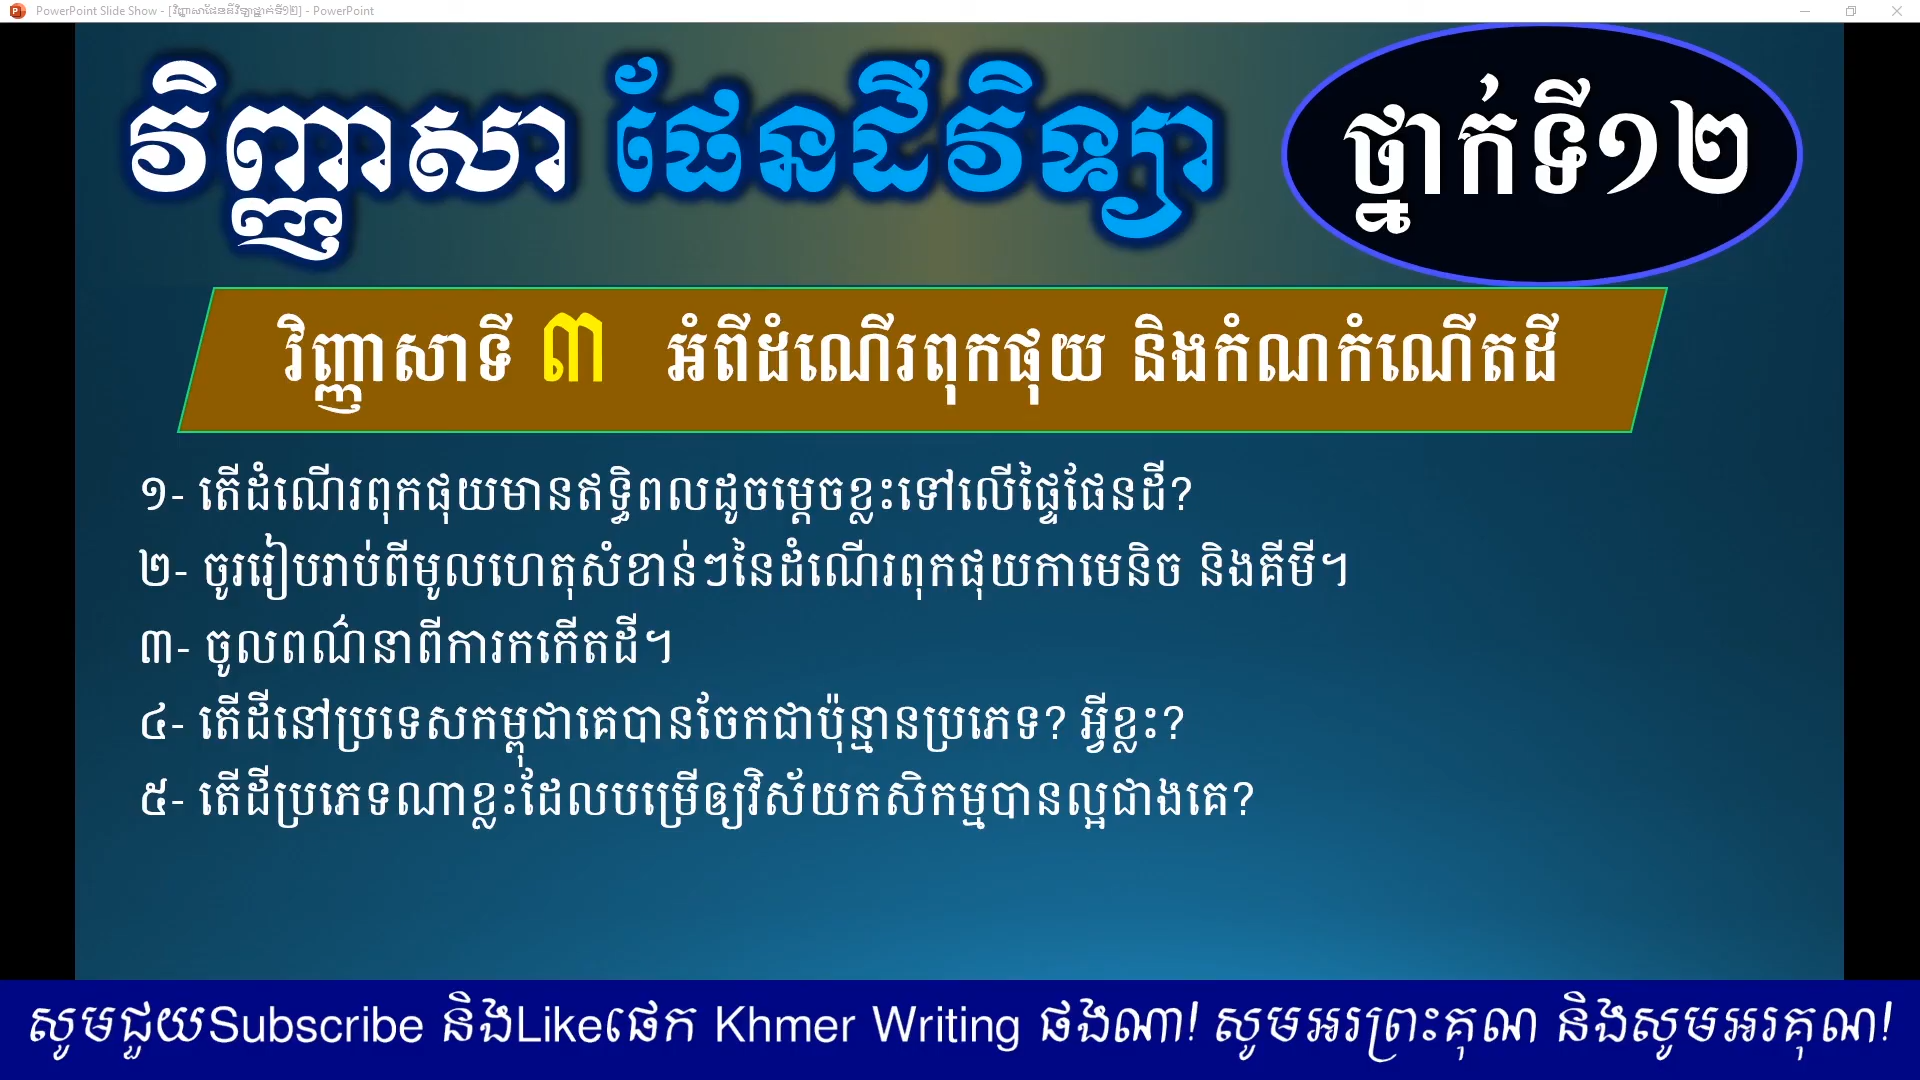 PowerPoint Slide Show - [វិញ្ញាសាផែនដីវិទ្យាថ្នាក់ទី១២] - PowerPoint
វិញ្ញាសា ផែនដីវិទ្យា ថ្នាក់ទី១២
វិញ្ញាសាទី ៣ អំពីដំណើរពុកផុយ និងកំណកំណើតដី
១- តើដំណើរពុកផុយមានឥទ្ធិពលដូចម្ដេចខ្លះទៅលើផ្ទៃផែនដី?
២- ចូររៀបរាប់ពីមូលហេតុសំខាន់ៗនៃដំណើរពុកផុយកាមេនិច និងគីមី។
៣- ចូលពណ៌នាពីការកកើតដី។
៤- តើដីនៅប្រទេសកម្ពុជាគេបានចែកជាប៉ុន្មានប្រភេទ? អ្វីខ្លះ?
៥- តើដីប្រភេទណាខ្លះដែលបម្រើឲ្យវិស័យកសិកម្មបានល្អជាងគេ?
សូមជួយSubscribe និងLikeផេក Khmer Writing ផងណា! សូមអរព្រះគុណ និងសូមអរគុណ!